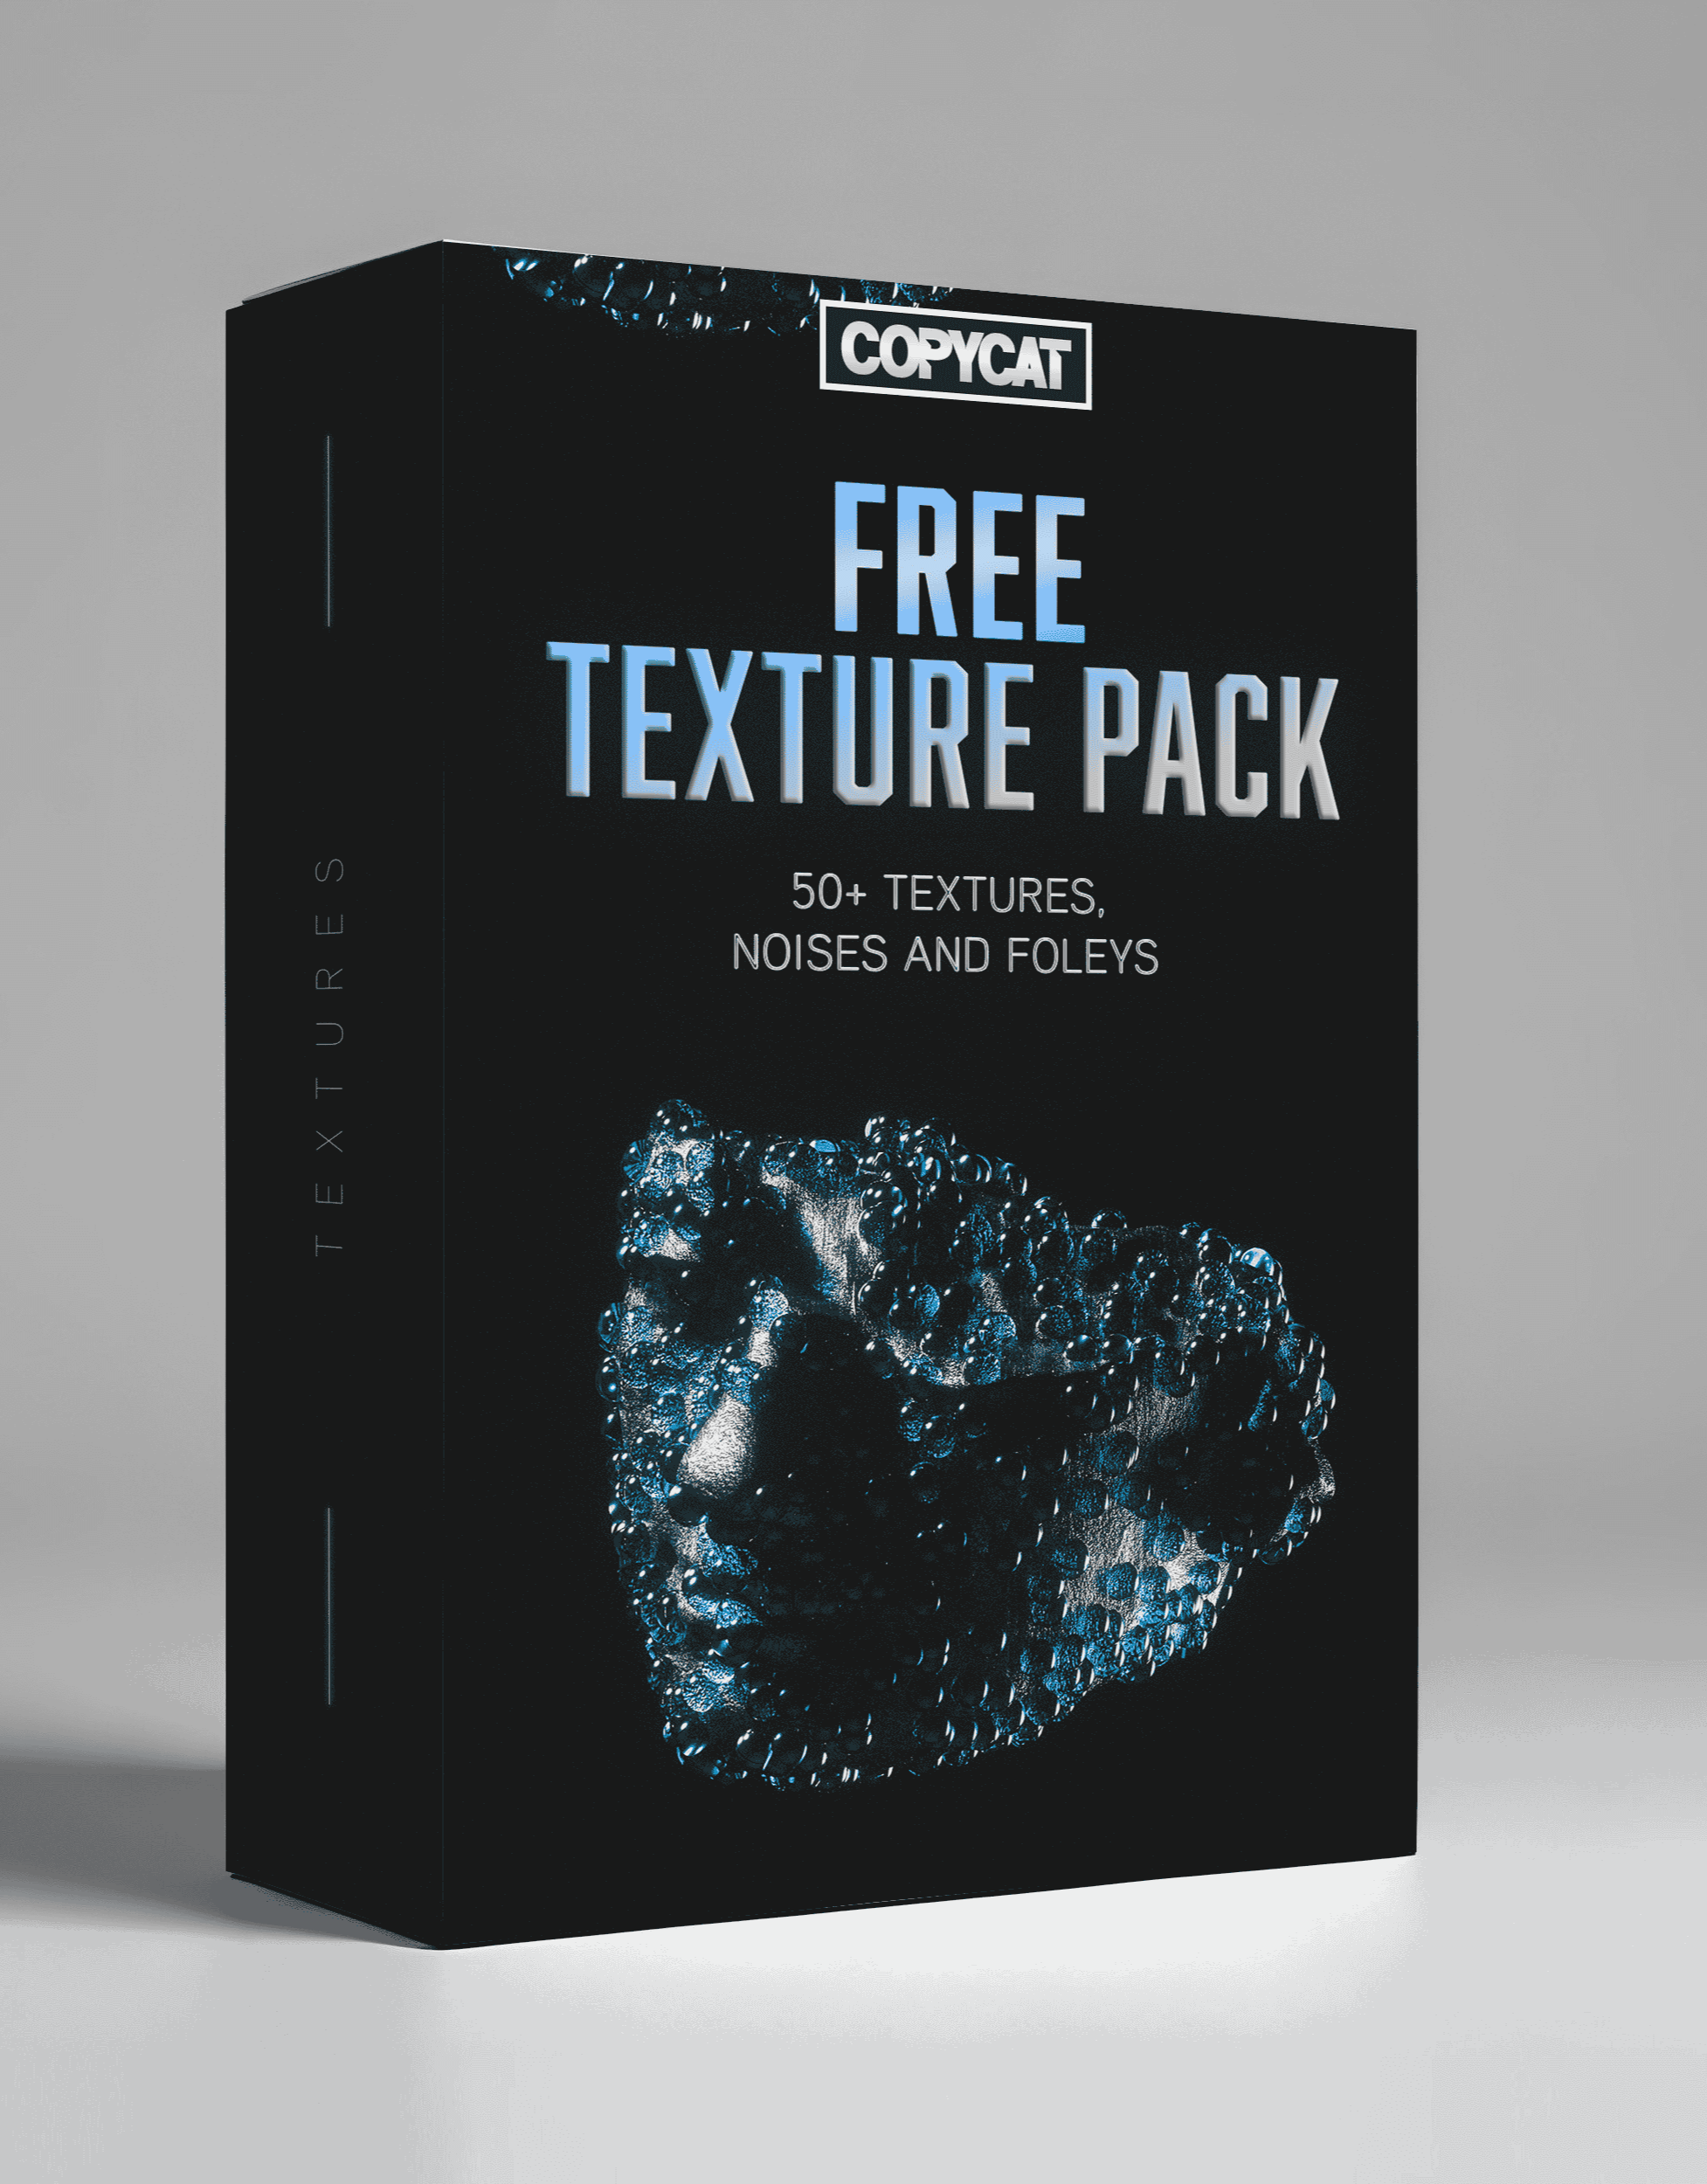 COPYCAT
FREE
TEXTURE PACK
50+ TEXTURES,
NOISES AND FOLEYS
TEXTURES